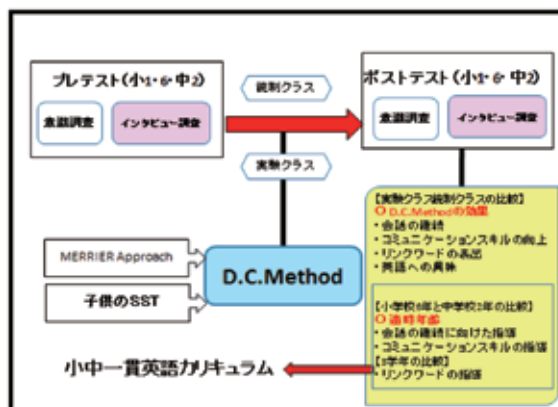 プレテスト(小1・6・中2)
意識調査
インタビュー調査
統制クラス
実験クラス
ポストテスト(小1・6・中2)
意識調査
インタビュー調査
MERRIER Approach
子供のSST
D.C.Method
【実験クラス統制クラスの比較】
〇 D.C.Methodの効果
・会話の継続
・コミュニケーションスキルの向上
・リンクワードの表出
・英語への興味
【小学校6年と中学校2年の比較】
〇 適時年齢
・会話の継続に向けた指導
・コミュニケーションスキルの指導
【3学年の比較】
・リンクワードの指導
小中一貫英語カリキュラム